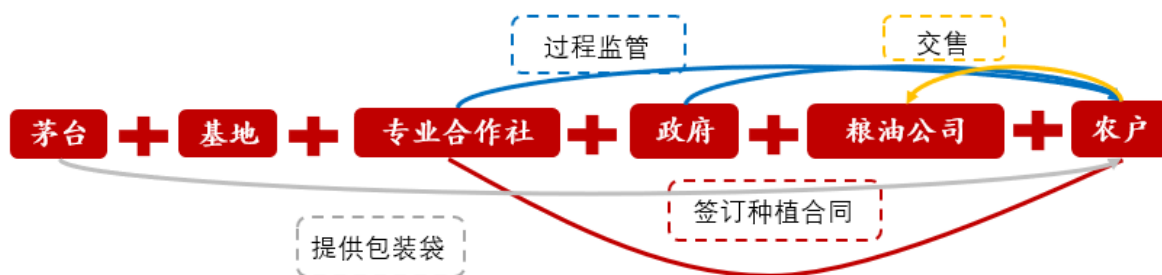 过程监管
交售
茅台
基地
专业合作社
政府
粮油公司
农户
签订种植合同
提供包装袋